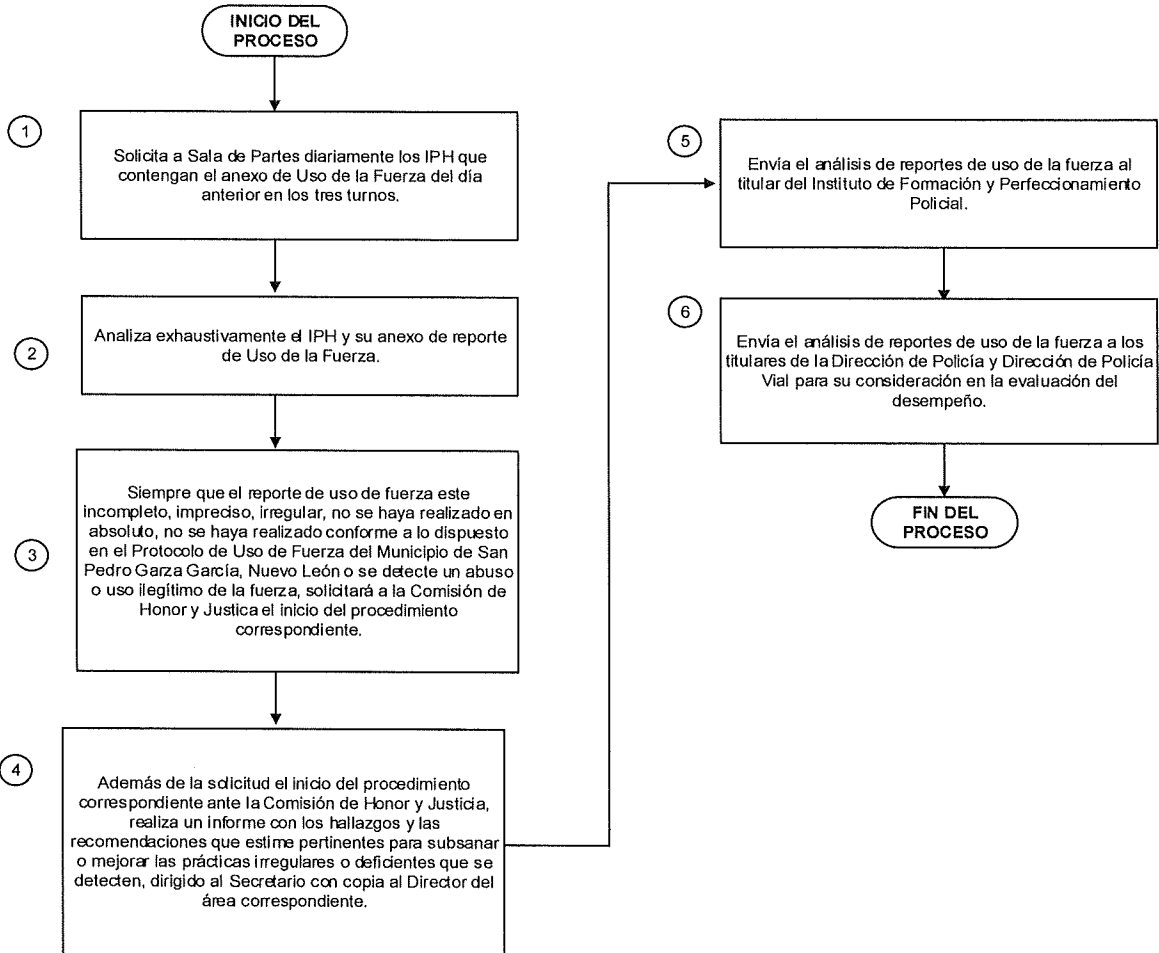 INICIO DEL
PROCESO
1
Solicita a Sala de Partes diariamente los IPH que
contengan el anexo de Uso de la Fuerza del día
anterior en los tres turnos.
2
Analiza exhaustivamente el IPH y su anexo de reporte
de Uso de la Fuerza.
3
Siempre que el reporte de uso de fuerza este
incompleto, impreciso, irregular, no se haya realizado en
absoluto, no se haya realizado conforme a lo dispuesto
en el Protocolo de Uso de Fuerza del Municipio de San
Pedro Garza García, Nuevo León o se detecte un abuso
o uso ilegítimo de la fuerza, solicitará a la Comisión de
Honor y Justica el inicio del procedimiento
correspondiente.
4
Además de la solicitud el inicio del procedimiento
correspondiente ante la Comisión de Honor y Justicia,
realiza un informe con los hallazgos y las
recomendaciones que estime pertinentes para subsanar
o mejorar las prácticas irregulares o deficientes que se
detecten, dirigido al Secretario con copia al Director del
área correspondiente.
5
Envía el análisis de reportes de uso de la fuerza al
titular del Instituto de Formación y Perfeccionamiento
Policial.
6
Envía el análisis de reportes de uso de la fuerza a los
titulares de la Dirección de Policía y Dirección de Policía
Vial para su consideración en la evaluación del
desempeño.
FIN DEL
PROCESO